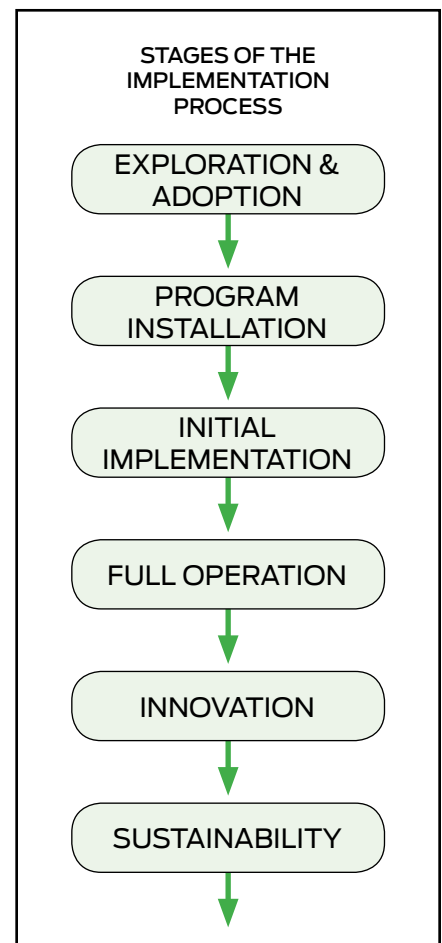 STAGES OF THE
IMPLEMENTATION
PROCESS
EXPLORATION &
ADOPTION
PROGRAM
INSTALLATION
INITIAL
IMPLEMENTATION
FULL OPERATION
INNOVATION
SUSTAINABILITY